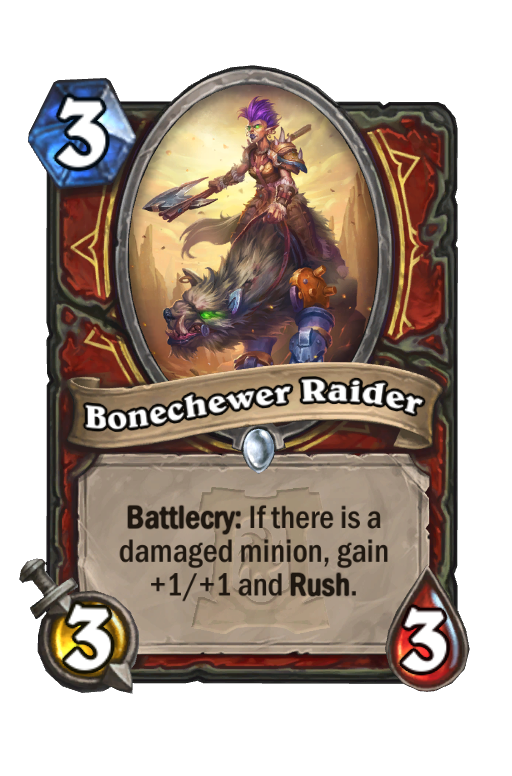 3
Bonechewer Raider
Battlecry: If there is a
damaged minion, gain
+1/+1 and Rush.
3
3